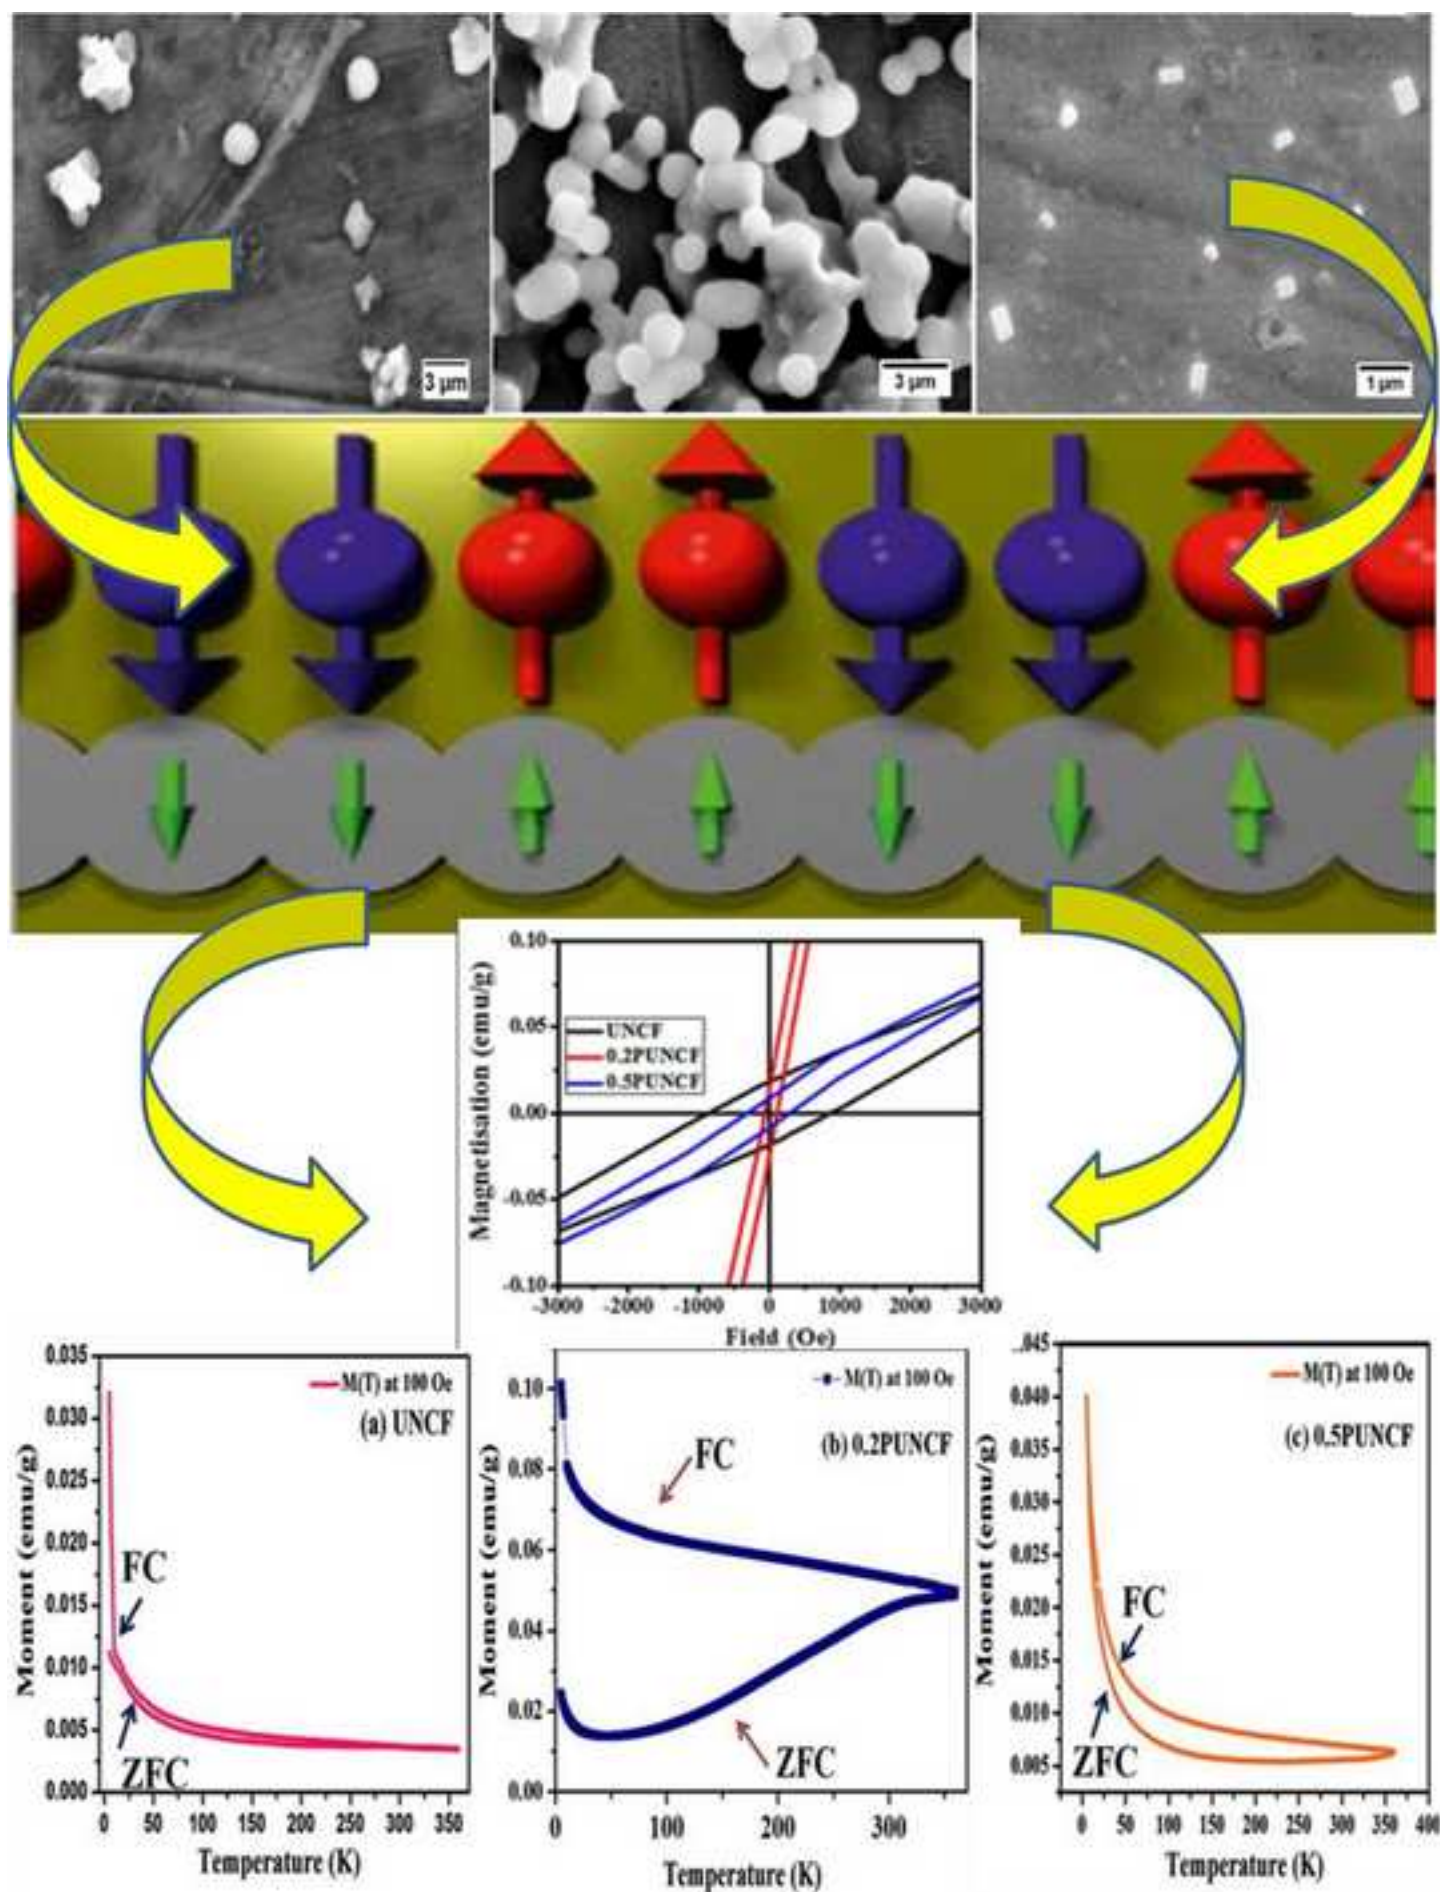 3 µm
3 µm
1 µm
0.10
0.05
0.00
-0.05
-0.10
Magnetisation (emu/g)
UNCF
0.2PUNCF
0.5PUNCF
-3000 -2000 -1000 0 1000 2000 3000
Field (Oe)
0.035
0.030
0.025
0.020
0.015
0.010
0.005
0.000
Moment (emu/g)
M(T) at 100 Oe
(a) UNCF
FC
ZFC
0 50 100 150 200 250 300 350
Temperature (K)
0.10
0.08
0.06
0.04
0.02
0.00
Moment (emu/g)
M(T) at 100 Oe
(b) 0.2PUNCF
FC
ZFC
0 100 200 300
Temperature (K)
.045
0.040
0.035
0.030
0.025
0.020
0.015
0.010
0.005
Moment (emu/g)
M(T) at 100 Oe
(c) 0.5PUNCF
FC
ZFC
0 50 100 150 200 250 300 350 400
Temperature (K)